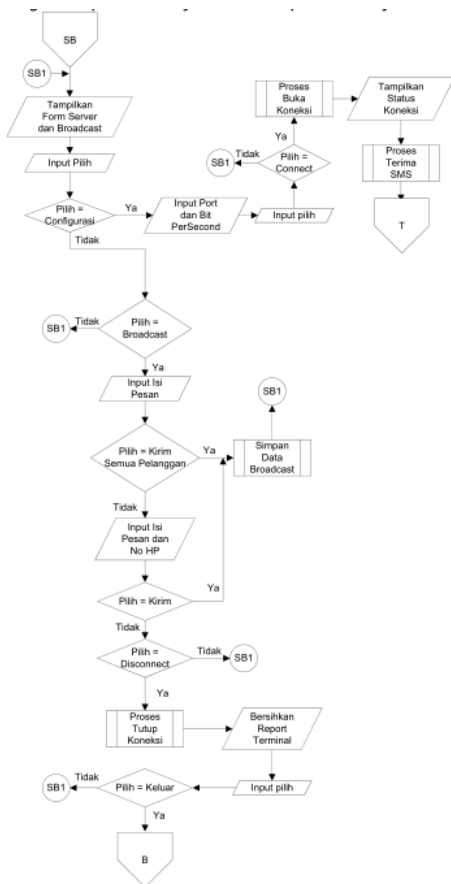 SB
SB1
Tampilkan
Form Server
dan Broadcast
Input Pilih
Pilih =
Configurasi
Ya
Tidak
Input Port
dan Bit
PerSecond
Input pilih
Pilih =
Connect
Tidak
SB1
Ya
Proses
Buka
Koneksi
Tampilkan
Status
Koneksi
Proses
Terima
SMS
T
Pilih =
Broadcast
Tidak
SB1
Ya
Input Isi
Pesan
Pilih = Kirim
Semua Pelanggan
Ya
Simpan
Data
Broadcast
SB1
Tidak
Input Isi
Pesan dan
No HP
Pilih = Kirim
Ya
Tidak
Pilih =
Disconnect
Tidak
SB1
Ya
Proses
Tutup
Koneksi
Bersihkan
Report
Terminal
Input pilih
Pilih = Keluar
Tidak
SB1
Ya
B